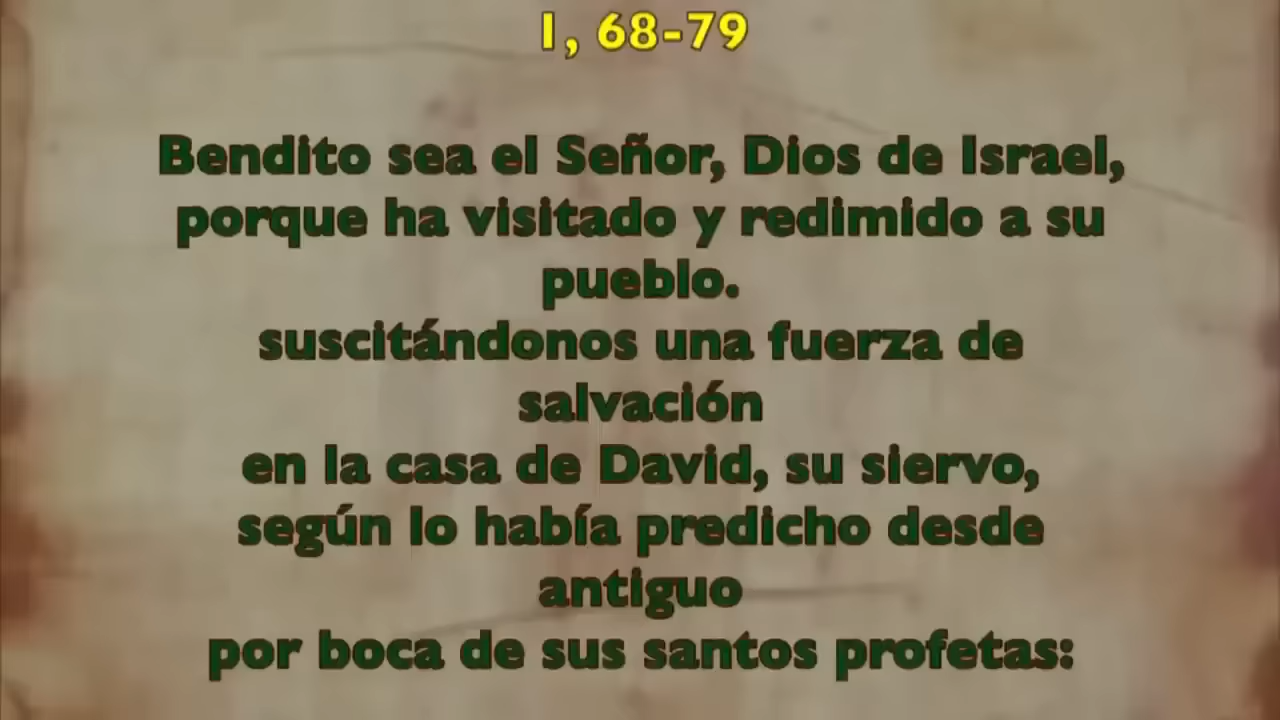 1, 68-79
Bendito sea el Señor, Dios de Israel,
porque ha visitado y redimido a su
pueblo.
suscitándonos una fuerza de
salvación
en la casa de David, su siervo,
según lo había predicho desde
antiguo
por boca de sus santos profetas: